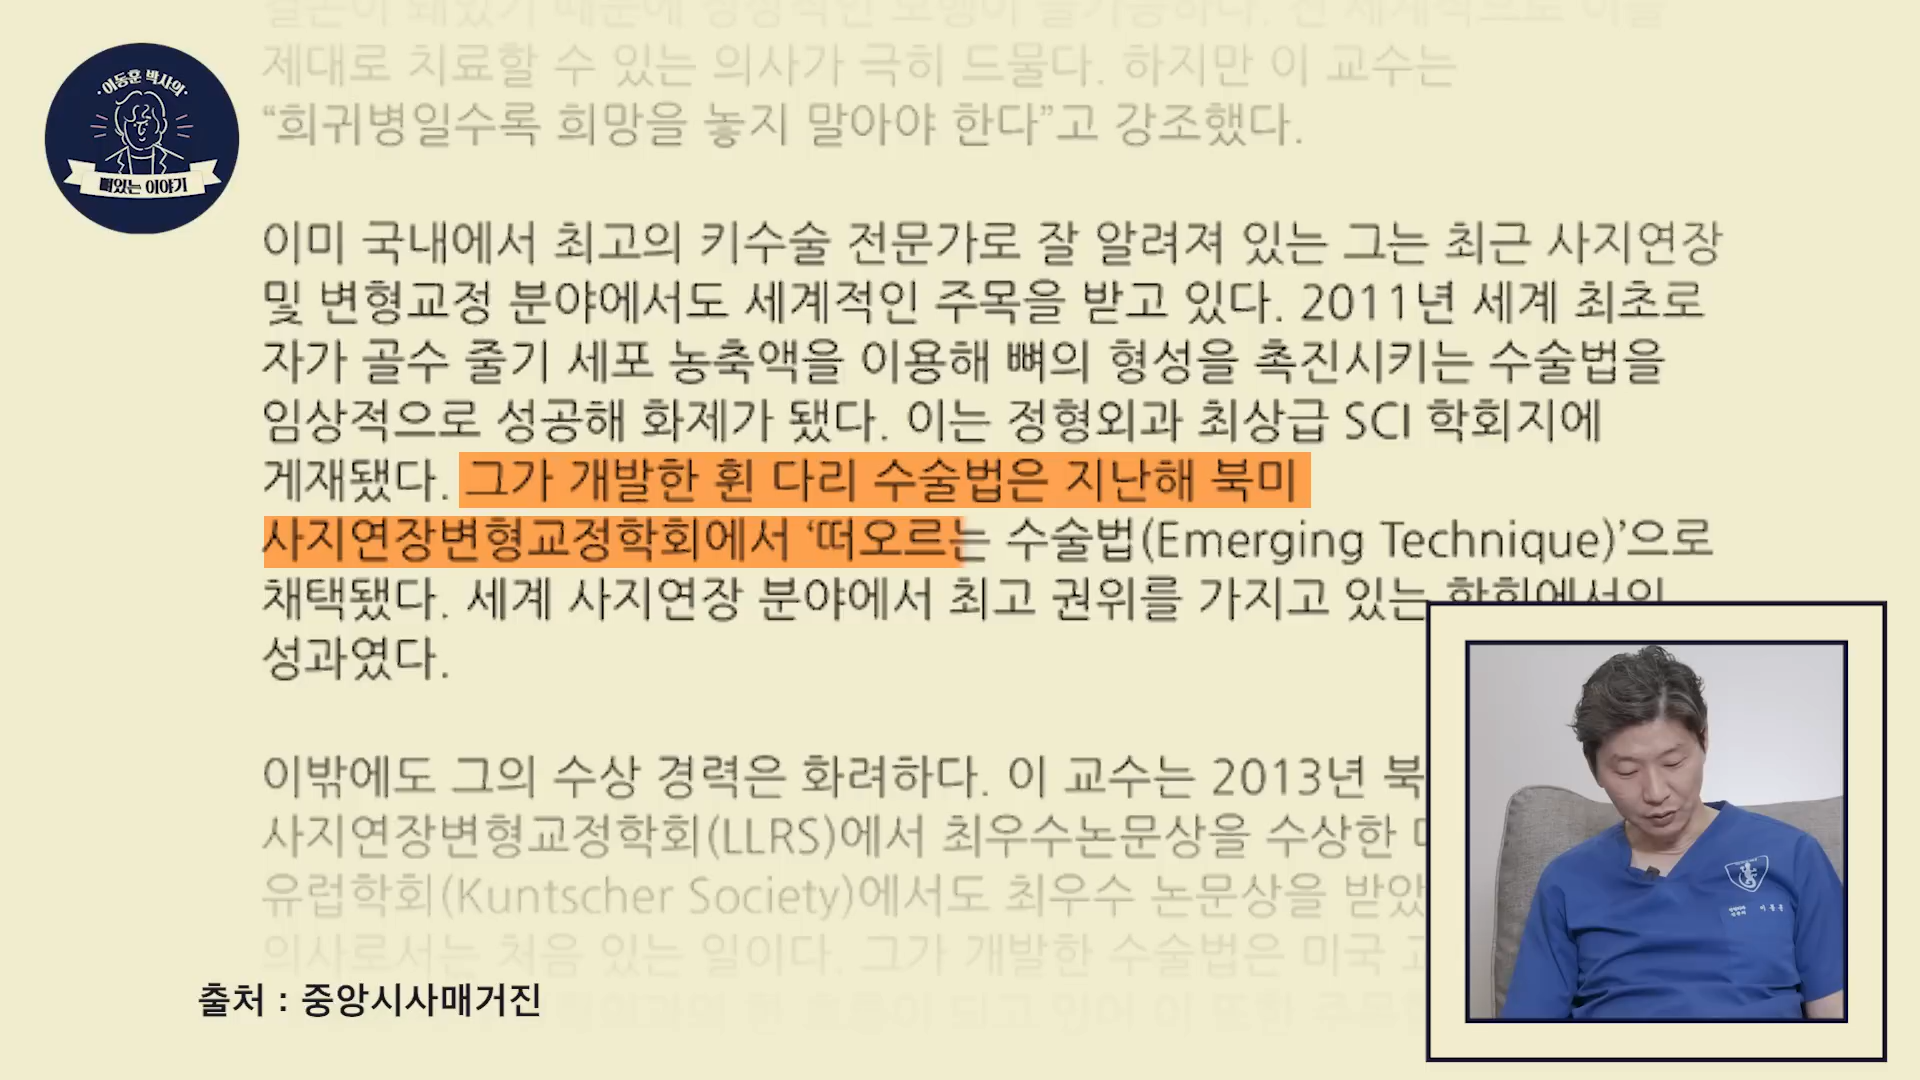 이동훈 박사의
뼈있는 이야기
제대로 치료할 수 있는 의사가 극히 드물다. 하지만 이 교수는
“희귀병일수록 희망을 놓지 말아야 한다”고 강조했다.
이미 국내에서 최고의 키수술 전문가로 잘 알려져 있는 그는 최근 사지연장
및 변형교정 분야에서도 세계적인 주목을 받고 있다. 2011년 세계 최초로
자가 골수 줄기 세포 농축액을 이용해 뼈의 형성을 촉진시키는 수술법을
임상적으로 성공해 화제가 됐다. 이는 정형외과 최상급 SCI 학회지에
게재됐다. 그가 개발한 휜 다리 수술법은 지난해 북미
사지연장변형교정학회에서 ‘떠오르는 수술법(Emerging Technique)’으로
채택됐다. 세계 사지연장 분야에서 최고 권위를 가지고 있는 학회에서의
성과였다.
이밖에도 그의 수상 경력은 화려하다. 이 교수는 2013년 북
사지연장변형교정학회(LLRS)에서 최우수논문상을 수상한
유럽학회(Kuntscher Society)에서도 최우수 논문상을 받았
의사로서는 처음 있는 일이다. 그가 개발한 수술법은 미국
출처 : 중앙시사매거진